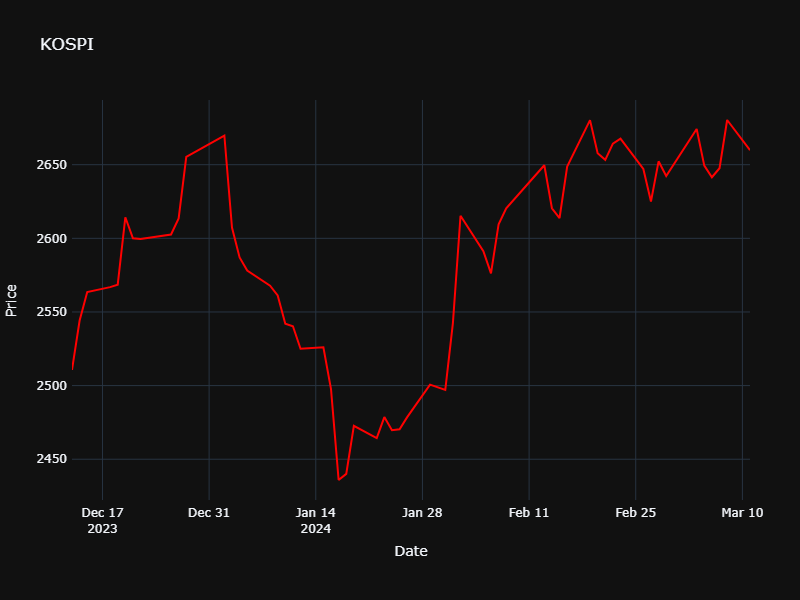 KOSPI
Price
2650
2600
2550
2500
2450
Dec 17
2023
Dec 31
Jan 14
2024
Jan 28
Feb 11
Feb 25
Mar 10
Date